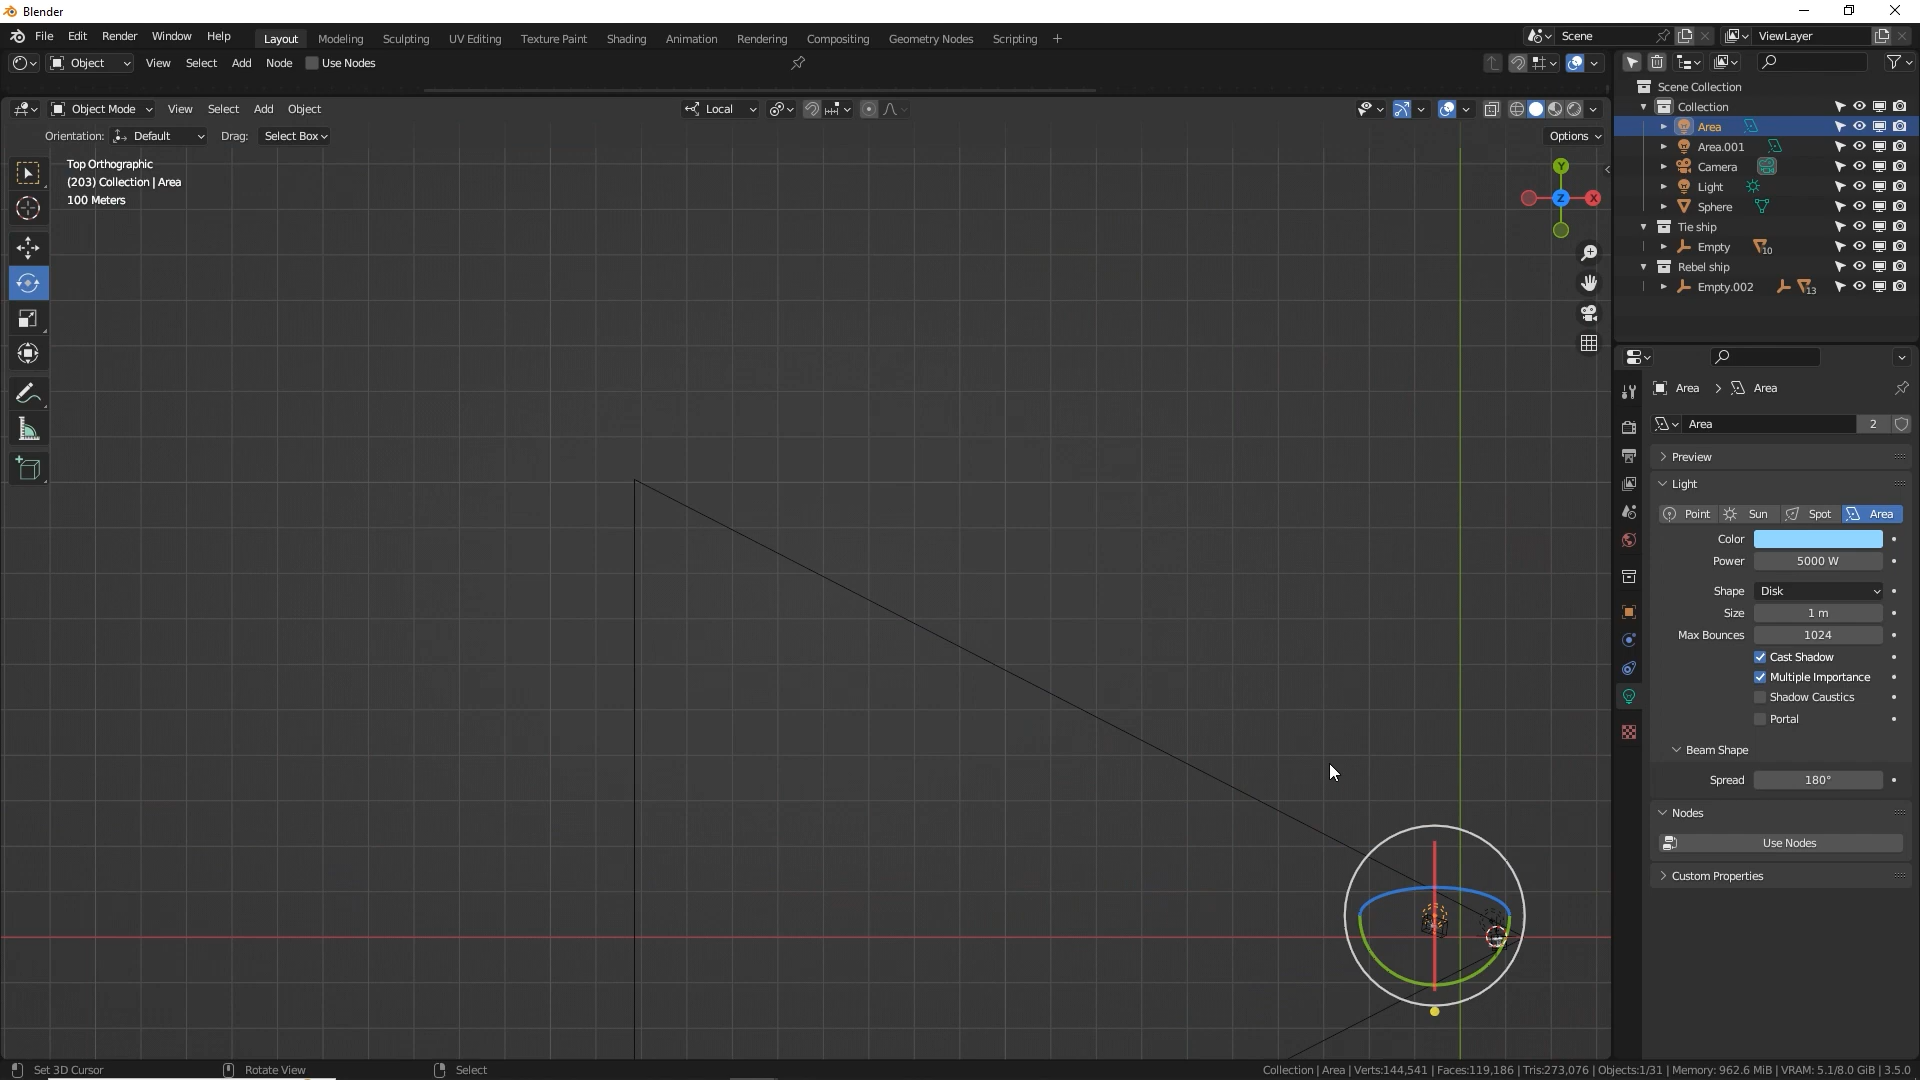 Blender
File Edit Render Window Help Layout Modeling Sculpting UV Editing Texture Paint Shading Animation Rendering Compositing Geometry Nodes Scripting + Scene ViewLayer
Object View Select Add Node Use Nodes
Object Mode View Select Add Object Local
Orientation: Default Drag: Select Box Options
Top Orthographic
(203) Collection | Area
100 Meters
Y
Z X
Scene Collection
Collection
Area
Area.001
Camera
Light
Sphere
Tie ship
Empty 10
Rebel ship
Empty.002 13
Area > Area
Area 2
Preview
Light
Point Sun Spot Area
Color
Power 5000 W
Shape Disk
Size 1 m
Max Bounces 1024
Cast Shadow
Multiple Importance
Shadow Caustics
Portal
Beam Shape
Spread 180°
Nodes
Use Nodes
Custom Properties
Set 3D Cursor Rotate View Select Collection | Area | Verts:144,541 | Faces:119,186 | Tris:273,076 | Objects:1/31 | Memory: 962.6 MiB | VRAM: 5.1/8.0 GiB | 3.5.0